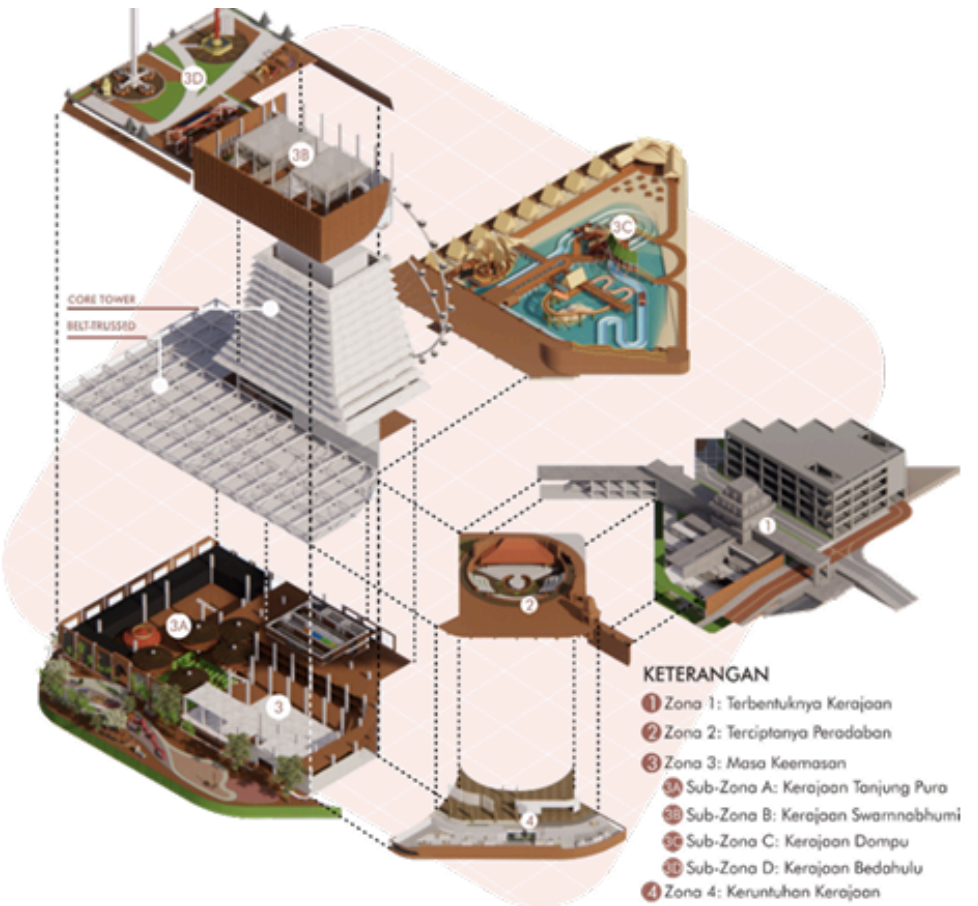 3D
3B
3C
CORE TOWER
BELT-TRUSSED
1
2
3A
3
4
KETERANGAN
1 Zona 1: Terbentuknya Kerajaan
2 Zona 2: Terciptanya Peradaban
3 Zona 3: Masa Keemasan
3A Sub-Zona A: Kerajaan Tanjung Pura
3B Sub-Zona B: Kerajaan Swarnnabhumi
3C Sub-Zona C: Kerajaan Dompu
3D Sub-Zona D: Kerajaan Bedahulu
4 Zona 4: Keruntuhan Kerajaan